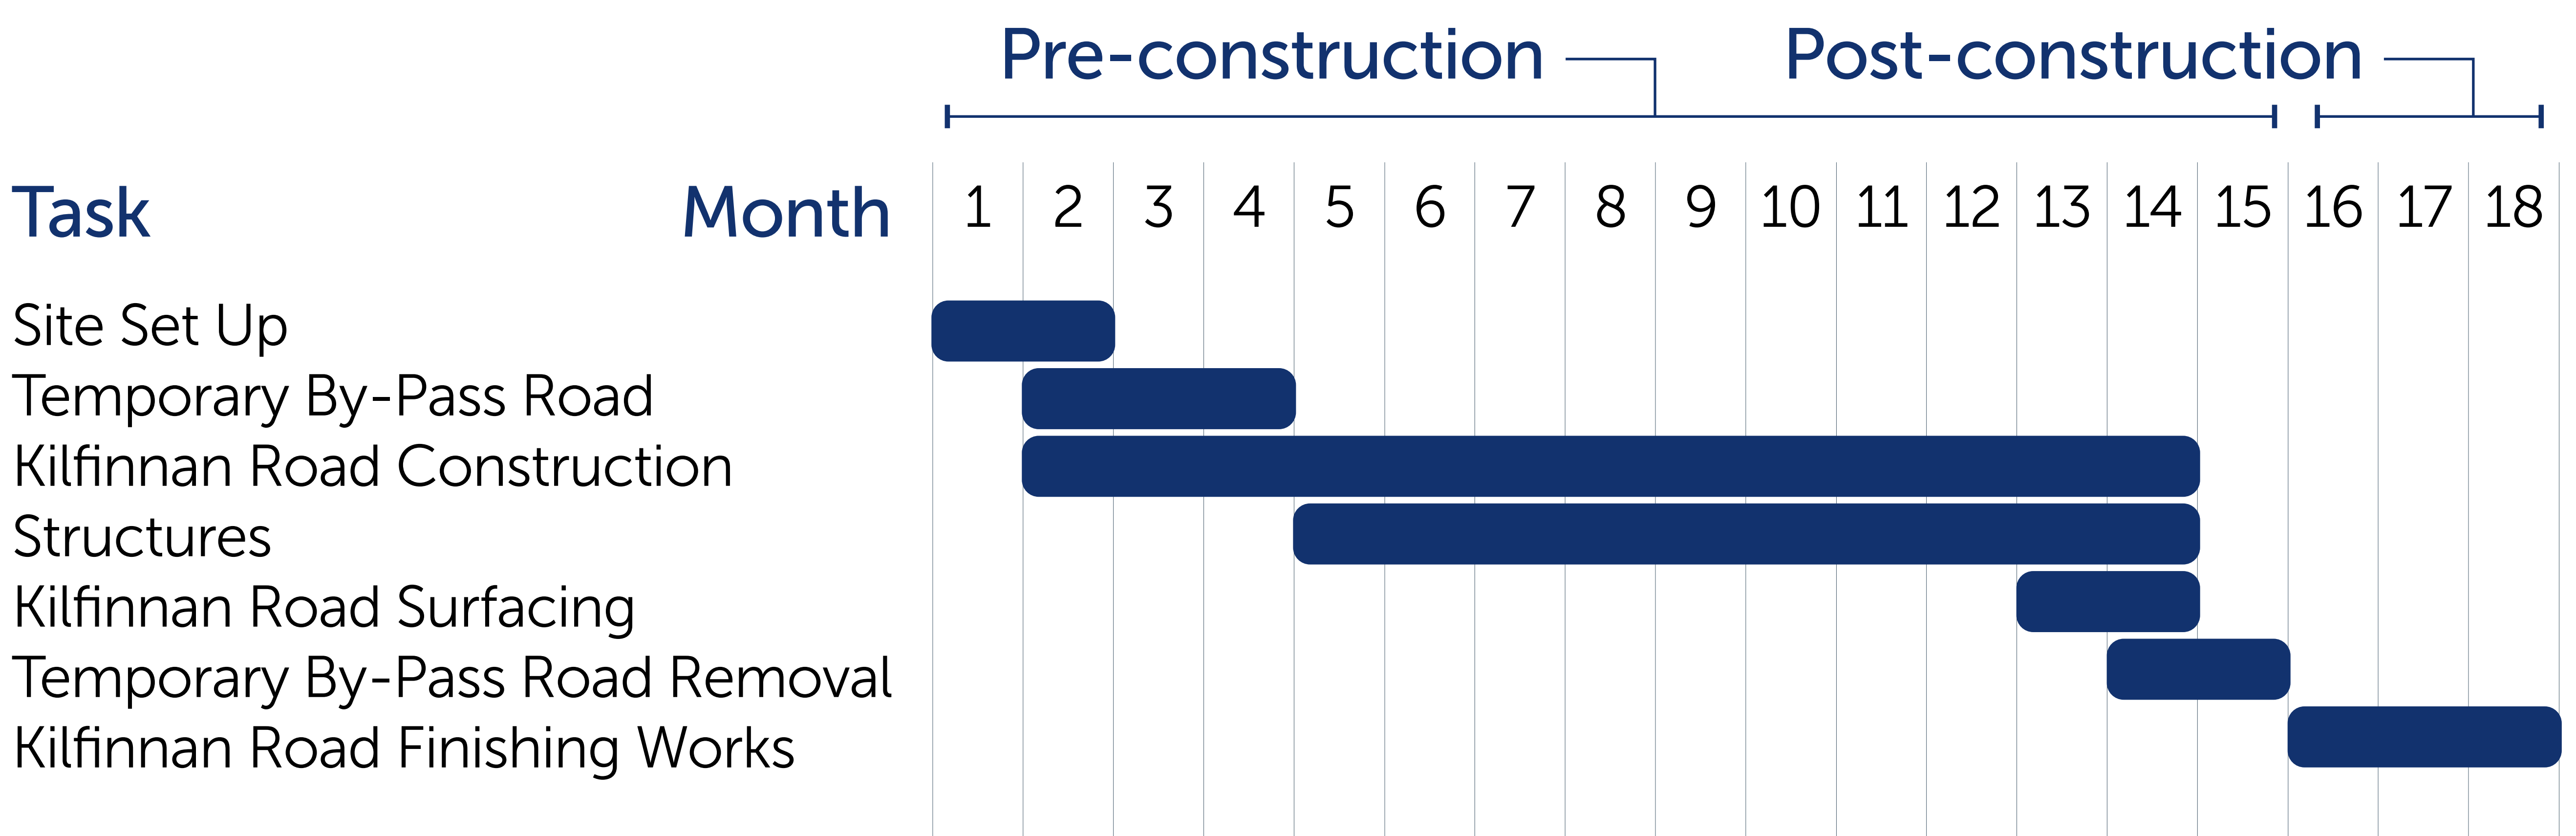 Pre-construction Post-construction
Task Month 1 2 3 4 5 6 7 8 9 10 11 12 13 14 15 16 17 18
Site Set Up
Temporary By-Pass Road
Kilfinnan Road Construction
Structures
Kilfinnan Road Surfacing
Temporary By-Pass Road Removal
Kilfinnan Road Finishing Works